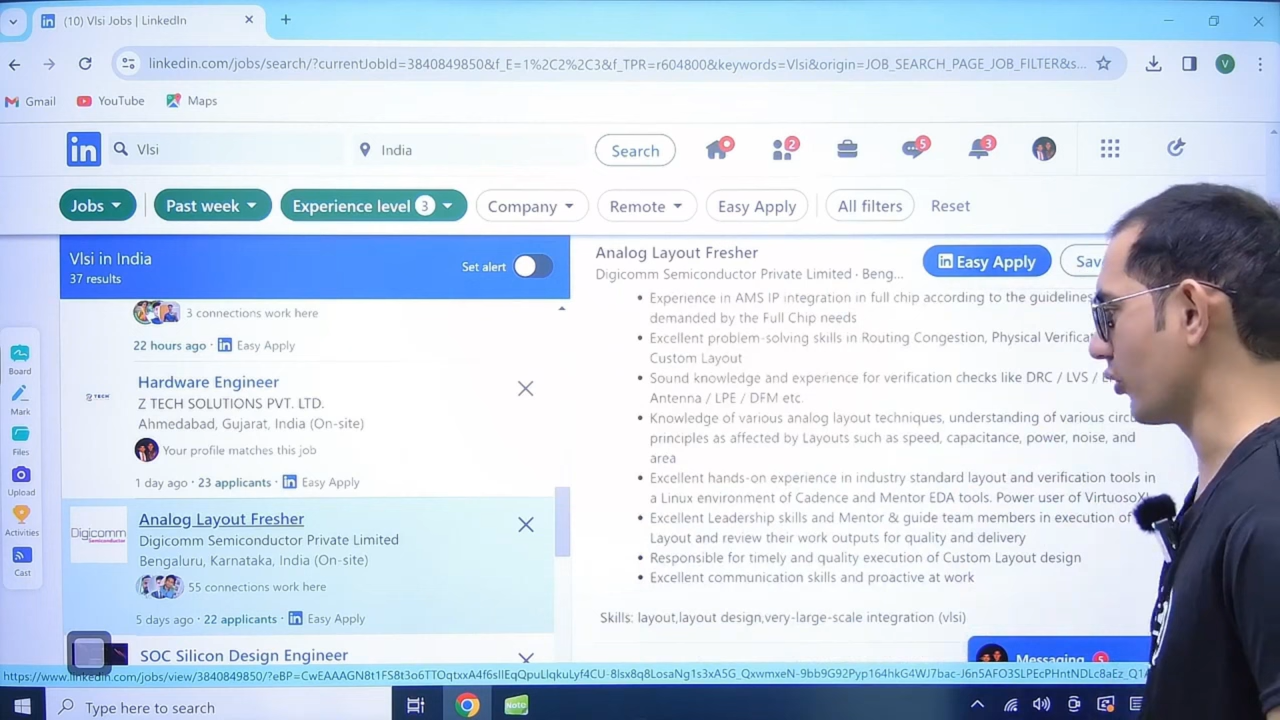 (10) Vlsi Jobs | LinkedIn
linkedin.com/jobs/search/?currentJobId=3840849850&f_E=1%2C2%2C3&f_TPR=r604800&keywords=Vlsi&origin=JOB_SEARCH_PAGE_JOB_FILTER&s...
V
Gmail
YouTube
Maps
in
Vlsi
India
Search
2
5
3
Jobs
Past week
Experience level 3
Company
Remote
Easy Apply
All filters
Reset
Vlsi in India
37 results
Set alert
3 connections work here
22 hours ago · in Easy Apply
Z TECH
Hardware Engineer
Z TECH SOLUTIONS PVT. LTD.
Ahmedabad, Gujarat, India (On-site)
Your profile matches this job
1 day ago · 23 applicants · in Easy Apply
Digicomm
Semiconductor
Analog Layout Fresher
Digicomm Semiconductor Private Limited
Bengaluru, Karnataka, India (On-site)
55 connections work here
5 days ago · 22 applicants · in Easy Apply
SOC Silicon Design Engineer
Analog Layout Fresher
Digicomm Semiconductor Private Limited · Beng...
in Easy Apply
Experience in AMS IP integration in full chip according to the guidelines
demanded by the Full Chip needs
Excellent problem-solving skills in Routing Congestion, Physical
Custom Layout
Sound knowledge and experience for verification checks like DRC / LVS /
Antenna / LPE / DFM etc.
Knowledge of various analog layout techniques, understanding of various
principles as affected by Layouts such as speed, capacitance, power, noise, and
area
Excellent hands-on experience in industry standard layout and verification tools in
a Linux environment of Cadence and Mentor EDA tools. Power user of
Excellent Leadership skills and Mentor & guide team members in execution of
Layout and review their work outputs for quality and delivery
Responsible for timely and quality execution of Custom Layout design
Excellent communication skills and proactive at work
Skills: layout,layout design,very-large-scale integration (vlsi)
Messaging 5
Board
Mark
Files
Upload
Activities
Cast
Type here to search
Note